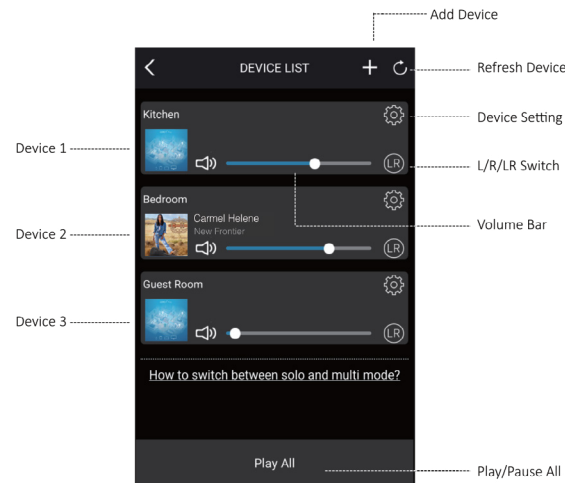 Add Device
DEVICE LIST
Refresh Device
Kitchen
Device Setting
Device 1
LR
L/R/LR Switch
Bedroom
Carmel Helene
New Frontier
Volume Bar
Device 2
LR
Guest Room
Device 3
LR
How to switch between solo and multi mode?
Play All
Play/Pause All